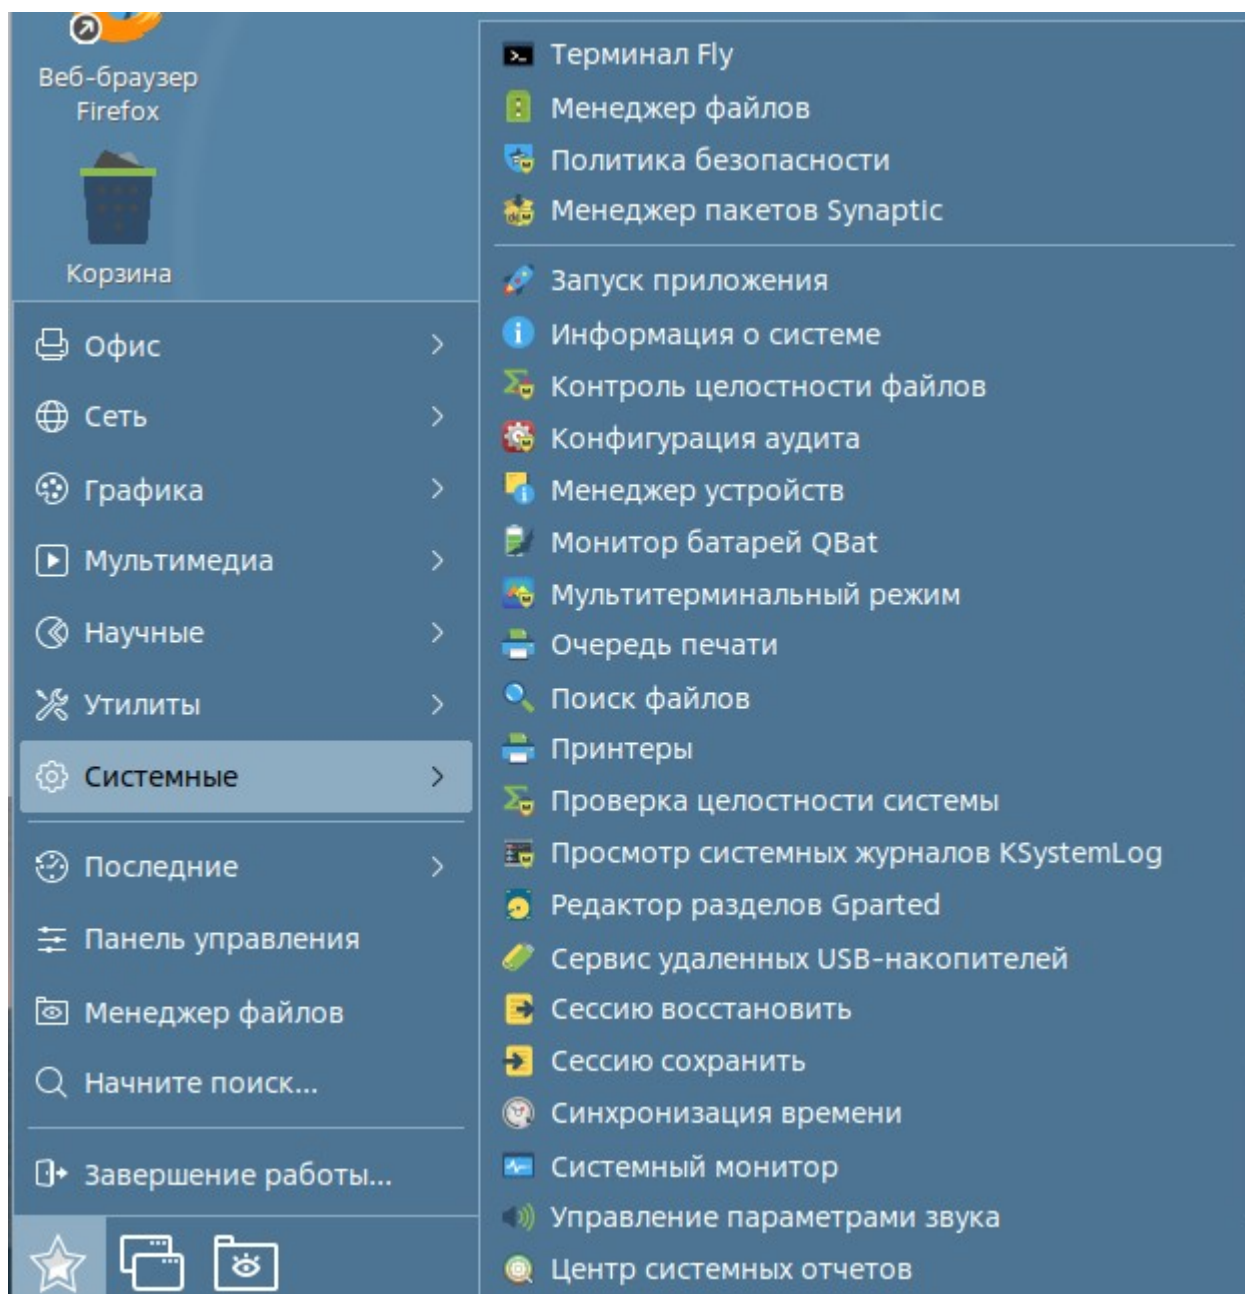 Веб-браузер
Firefox
Корзина
Офис
Сеть
Графика
Мультимедиа
Научные
Утилиты
Системные
Последние
Панель управления
Менеджер файлов
Начните поиск...
Завершение работы...
Терминал Fly
Менеджер файлов
Политика безопасности
Менеджер пакетов Synaptic
Запуск приложения
Информация о системе
Контроль целостности файлов
Конфигурация аудита
Менеджер устройств
Монитор батарей QBat
Мультитерминальный режим
Очередь печати
Поиск файлов
Принтеры
Проверка целостности системы
Просмотр системных журналов KSystemLog
Редактор разделов Gparted
Сервис удаленных USB-накопителей
Сессию восстановить
Сессию сохранить
Синхронизация времени
Системный монитор
Управление параметрами звука
Центр системных отчетов